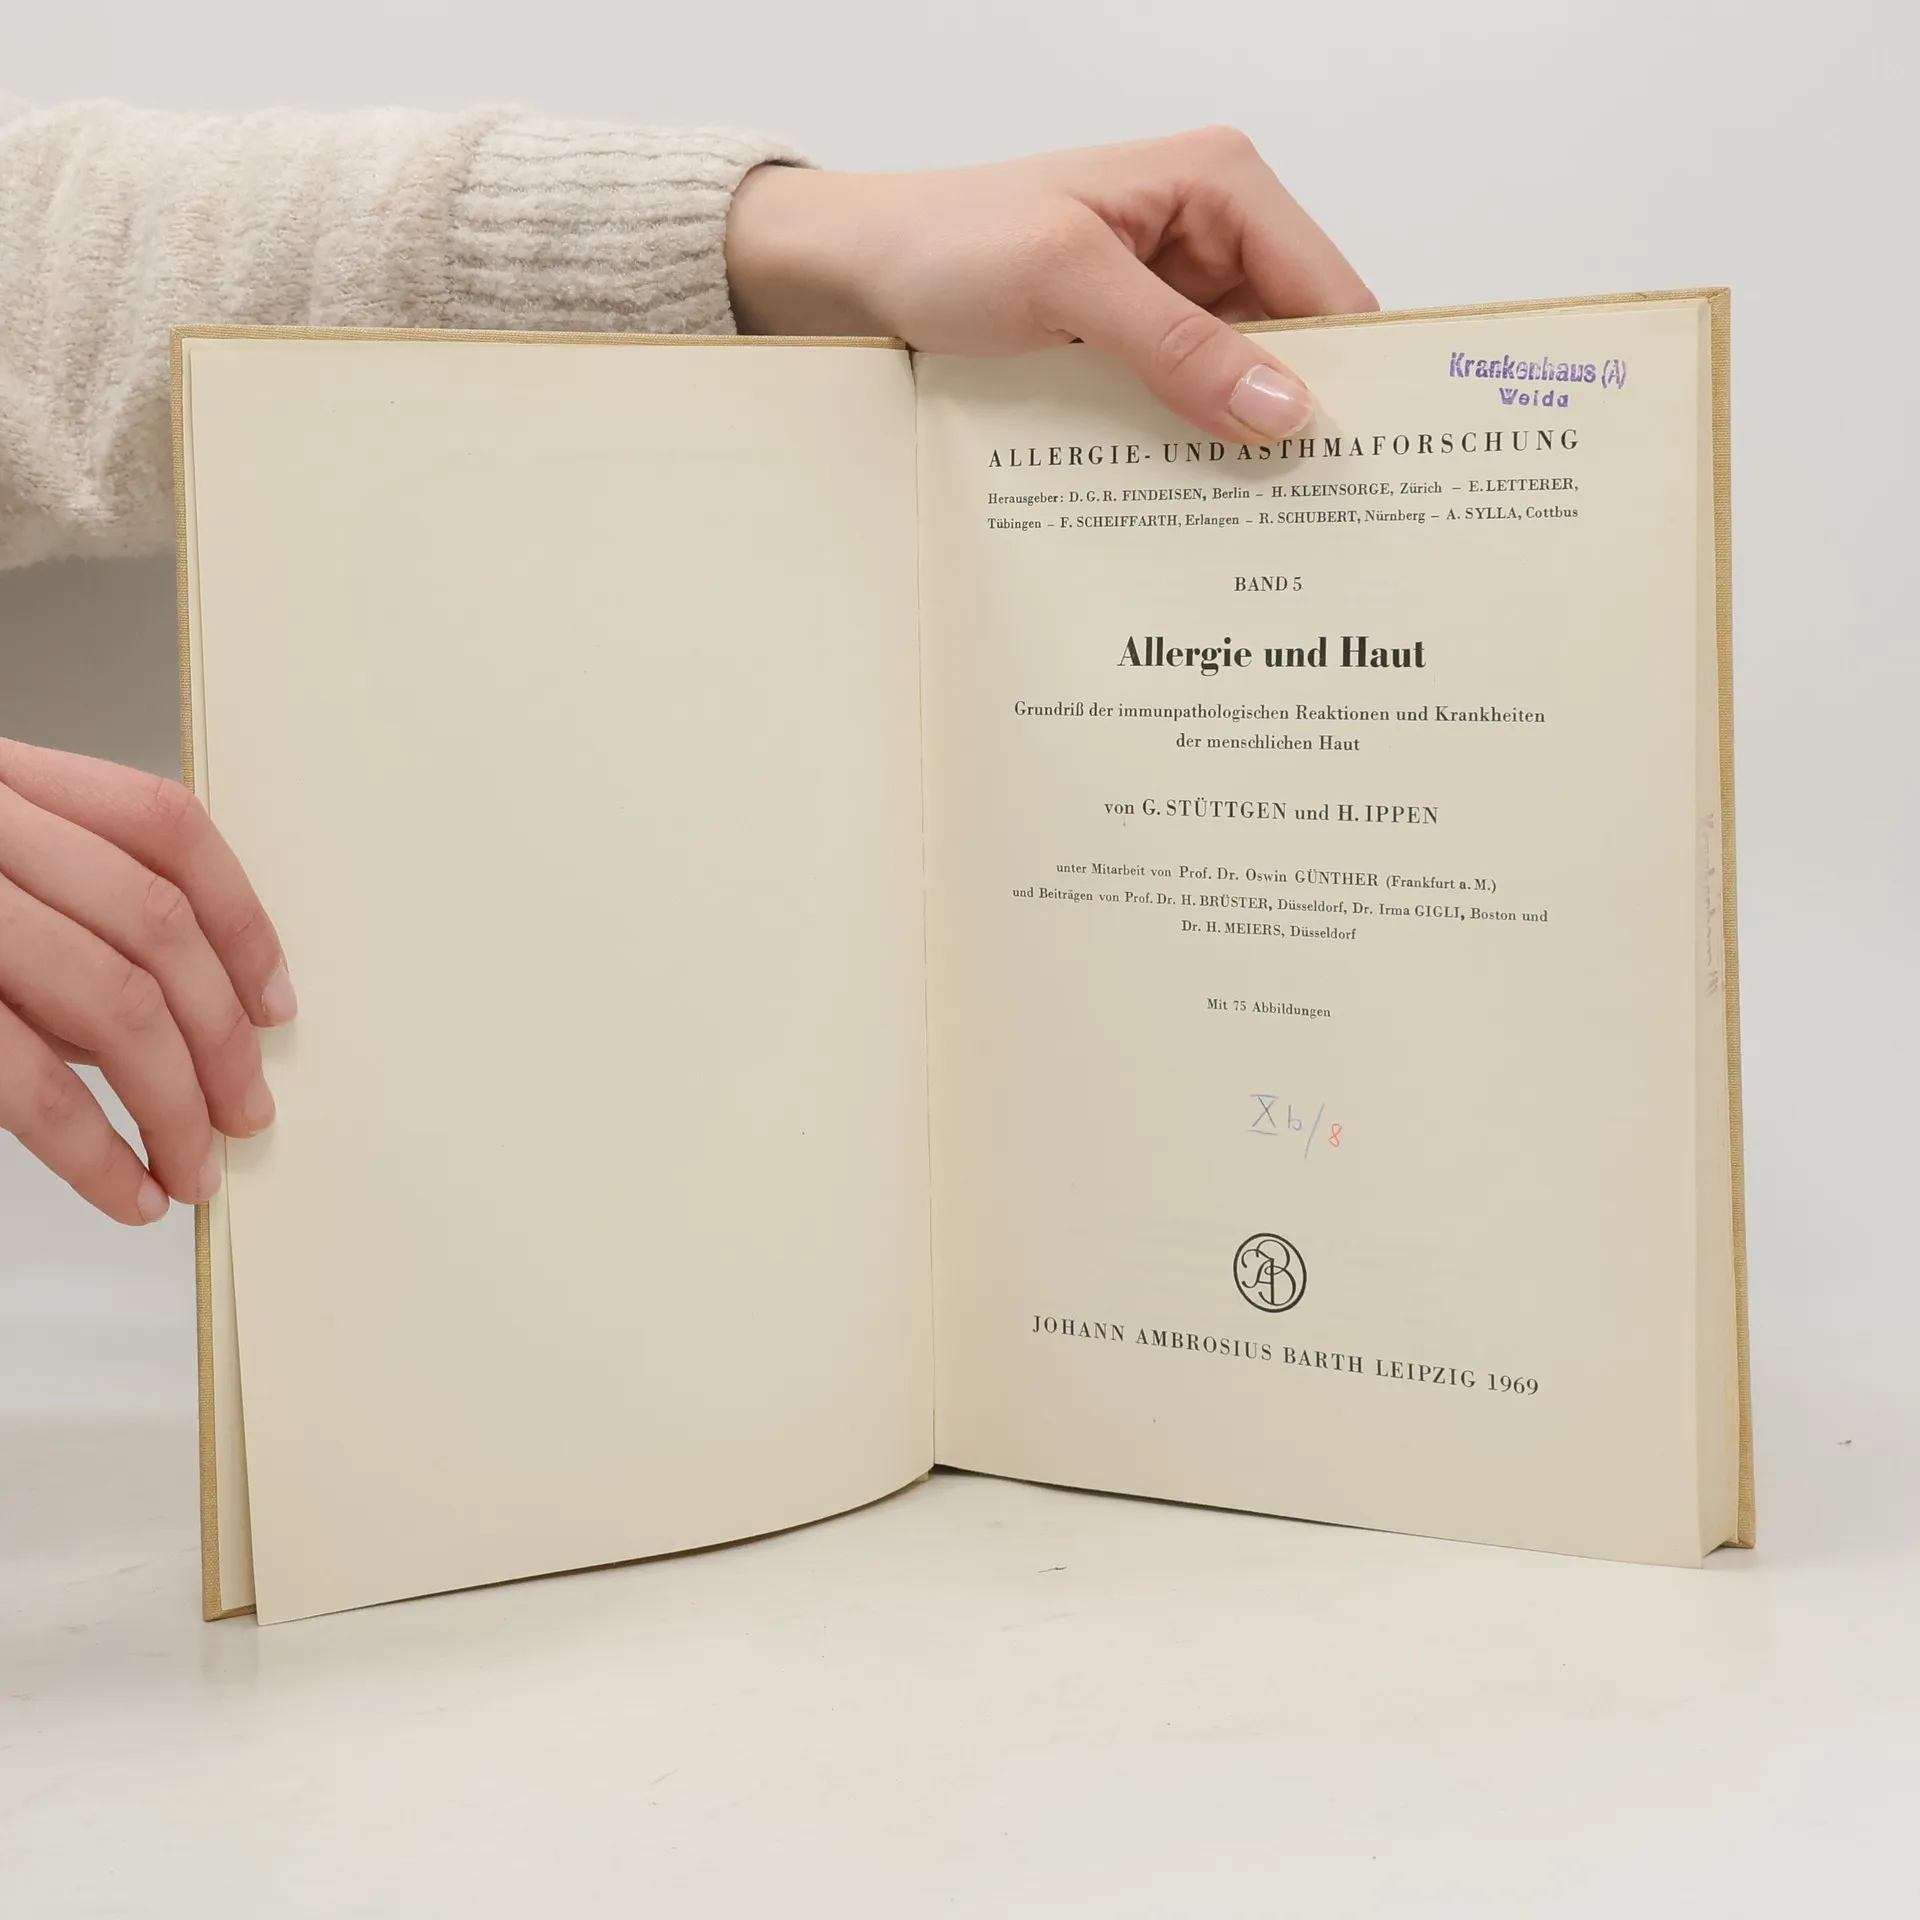 Krankenhaus (A)
Weida
ALLERGIE- UND ASTHMAFORSCHUNG
Herausgeber: D. G. R. FINDEISEN, Berlin – H. KLEINSORGE, Zürich – E. LETTERER,
Tübingen – F. SCHEIFFARTH, Erlangen – R. SCHUBERT, Nürnberg – A. SYLLA, Cottbus
BAND 5
Allergie und Haut
Grundriß der immunpathologischen Reaktionen und Krankheiten
der menschlichen Haut
von G. STÜTTGEN und H. IPPEN
unter Mitarbeit von Prof. Dr. Oswin GÜNTHER (Frankfurt a. M.)
und Beiträgen von Prof. Dr. H. BRÜSTER, Düsseldorf, Dr. Irma GIGLI, Boston und
Dr. H. MEIERS, Düsseldorf
Mit 75 Abbildungen
X b/8
JAB
JOHANN AMBROSIUS BARTH LEIPZIG 1969